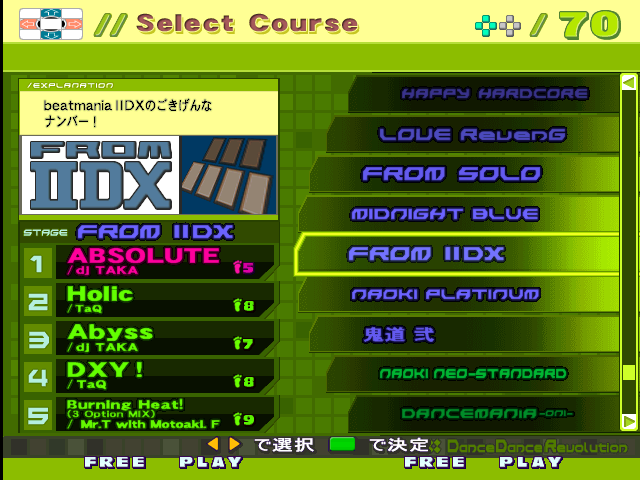 // Select Course
/ 70
/EXPLANATION
beatmania IIDXのごきげんな
ナンバー！
FROM
IIDX
STAGE FROM IIDX
1 ABSOLUTE
/ dj TAKA 5
2 Holic
/ TaQ 8
3 Abyss
/ dj TAKA 7
4 DXY!
/ TaQ 8
5 Burning Heat!
(3 Option MIX)
/ Mr.T with Motoaki. F 9
HAPPY HARDCORE
LOVE RevenG
FROM SOLO
MIDNIGHT BLUE
FROM IIDX
NAOKI PLATINUM
鬼道 弐
NAOKI NEO-STANDARD
DANCEMANIA -ONI-
で選択 で決定
DanceDanceRevolution
FREE PLAY
FREE PLAY